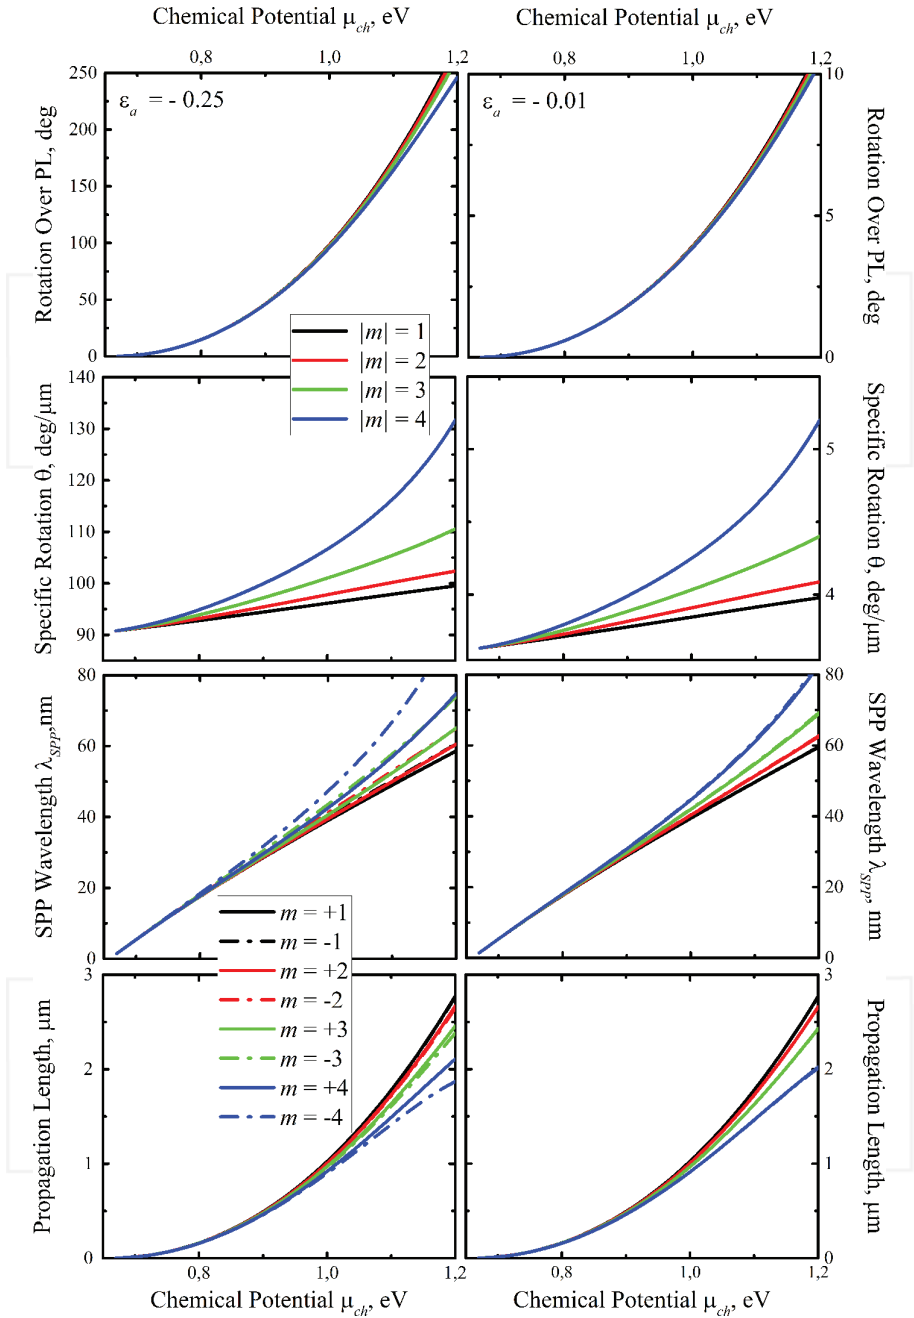 Chemical Potential μch, eV
Chemical Potential μch, eV
0,8 1,0 1,2
0,8 1,0 1,2
εa = - 0.25
εa = - 0.01
Rotation Over PL, deg
250
200
150
100
50
0
10
5
0
Rotation Over PL, deg
|m| = 1
|m| = 2
|m| = 3
|m| = 4
Specific Rotation θ, deg/μm
140
130
120
110
100
90
5
4
Specific Rotation θ, deg/μm
SPP Wavelength λSPP,nm
80
60
40
20
0
80
60
40
20
0
SPP Wavelength λSPP, nm
m = +1
m = -1
m = +2
m = -2
m = +3
m = -3
m = +4
m = -4
Propagation Length, μm
3
2
1
0
3
2
1
0
Propagation Length, μm
0,8 1,0 1,2
0,8 1,0 1,2
Chemical Potential μch, eV
Chemical Potential μch, eV